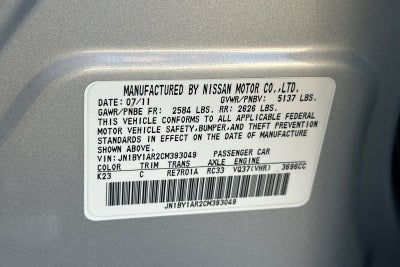 MANUFACTURED BY NISSAN MOTOR CO.,LTD.
DATE: 07/11 GVWR/PNBV: 5137 LBS.
GAWR/PNBE FR: 2584 LBS. RR: 2626 LBS.
THIS VEHICLE CONFORMS TO ALL APPLICABLE FEDERAL
MOTOR VEHICLE SAFETY,BUMPER,AND THEFT PREVENTION
STANDARDS IN EFFECT ON THE DATE OF MANUFACTURE
SHOWN ABOVE.
VIN: JN1BY1AR2CM393049 PASSENGER CAR
COLOR TRIM TRANS AXLE ENGINE
K23 C RE7R01A RC33 VQ37(VHR) 3696CC
JN1BY1AR2CM393049